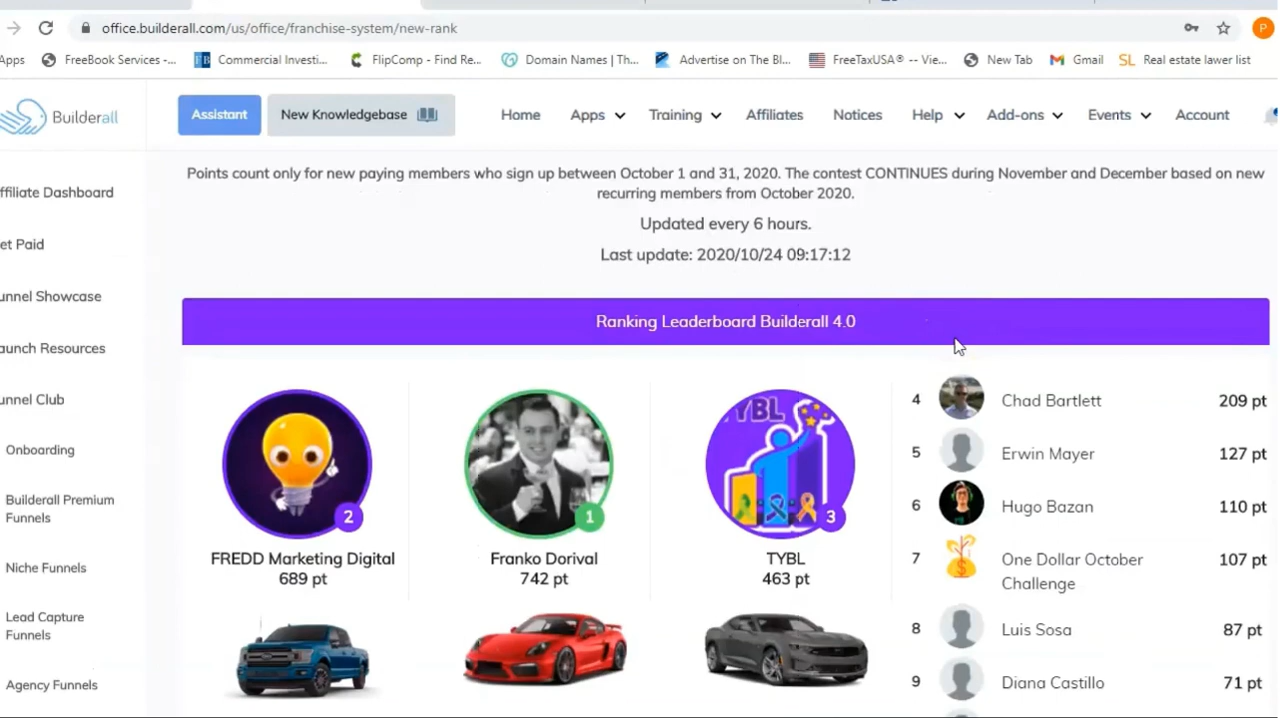 office.builderall.com/us/office/franchise-system/new-rank
P
Apps
FreeBook Services -...
Commercial Investi...
FlipComp - Find Re...
Domain Names | Th...
Advertise on The Bl...
FreeTaxUSA® -- Vie...
New Tab
Gmail
SL Real estate lawer list
Builderall
Assistant
New Knowledgebase
Home
Apps
Training
Affiliates
Notices
Help
Add-ons
Events
Account
ffiliate Dashboard
et Paid
unnel Showcase
aunch Resources
unnel Club
Onboarding
Builderall Premium
Funnels
Niche Funnels
Lead Capture
Funnels
Agency Funnels
Points count only for new paying members who sign up between October 1 and 31, 2020. The contest CONTINUES during November and December based on new
recurring members from October 2020.
Updated every 6 hours.
Last update: 2020/10/24 09:17:12
Ranking Leaderboard Builderall 4.0
2
FREDD Marketing Digital
689 pt
1
Franko Dorival
742 pt
TYBL
3
TYBL
463 pt
4 Chad Bartlett 209 pt
5 Erwin Mayer 127 pt
6 Hugo Bazan 110 pt
7 One Dollar October 107 pt
Challenge
8 Luis Sosa 87 pt
9 Diana Castillo 71 pt